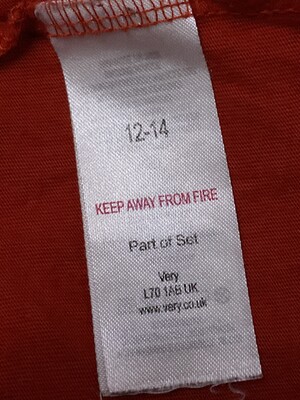 12-14
KEEP AWAY FROM FIRE
Part of Set
Very
L70 1AB UK
www.very.co.uk